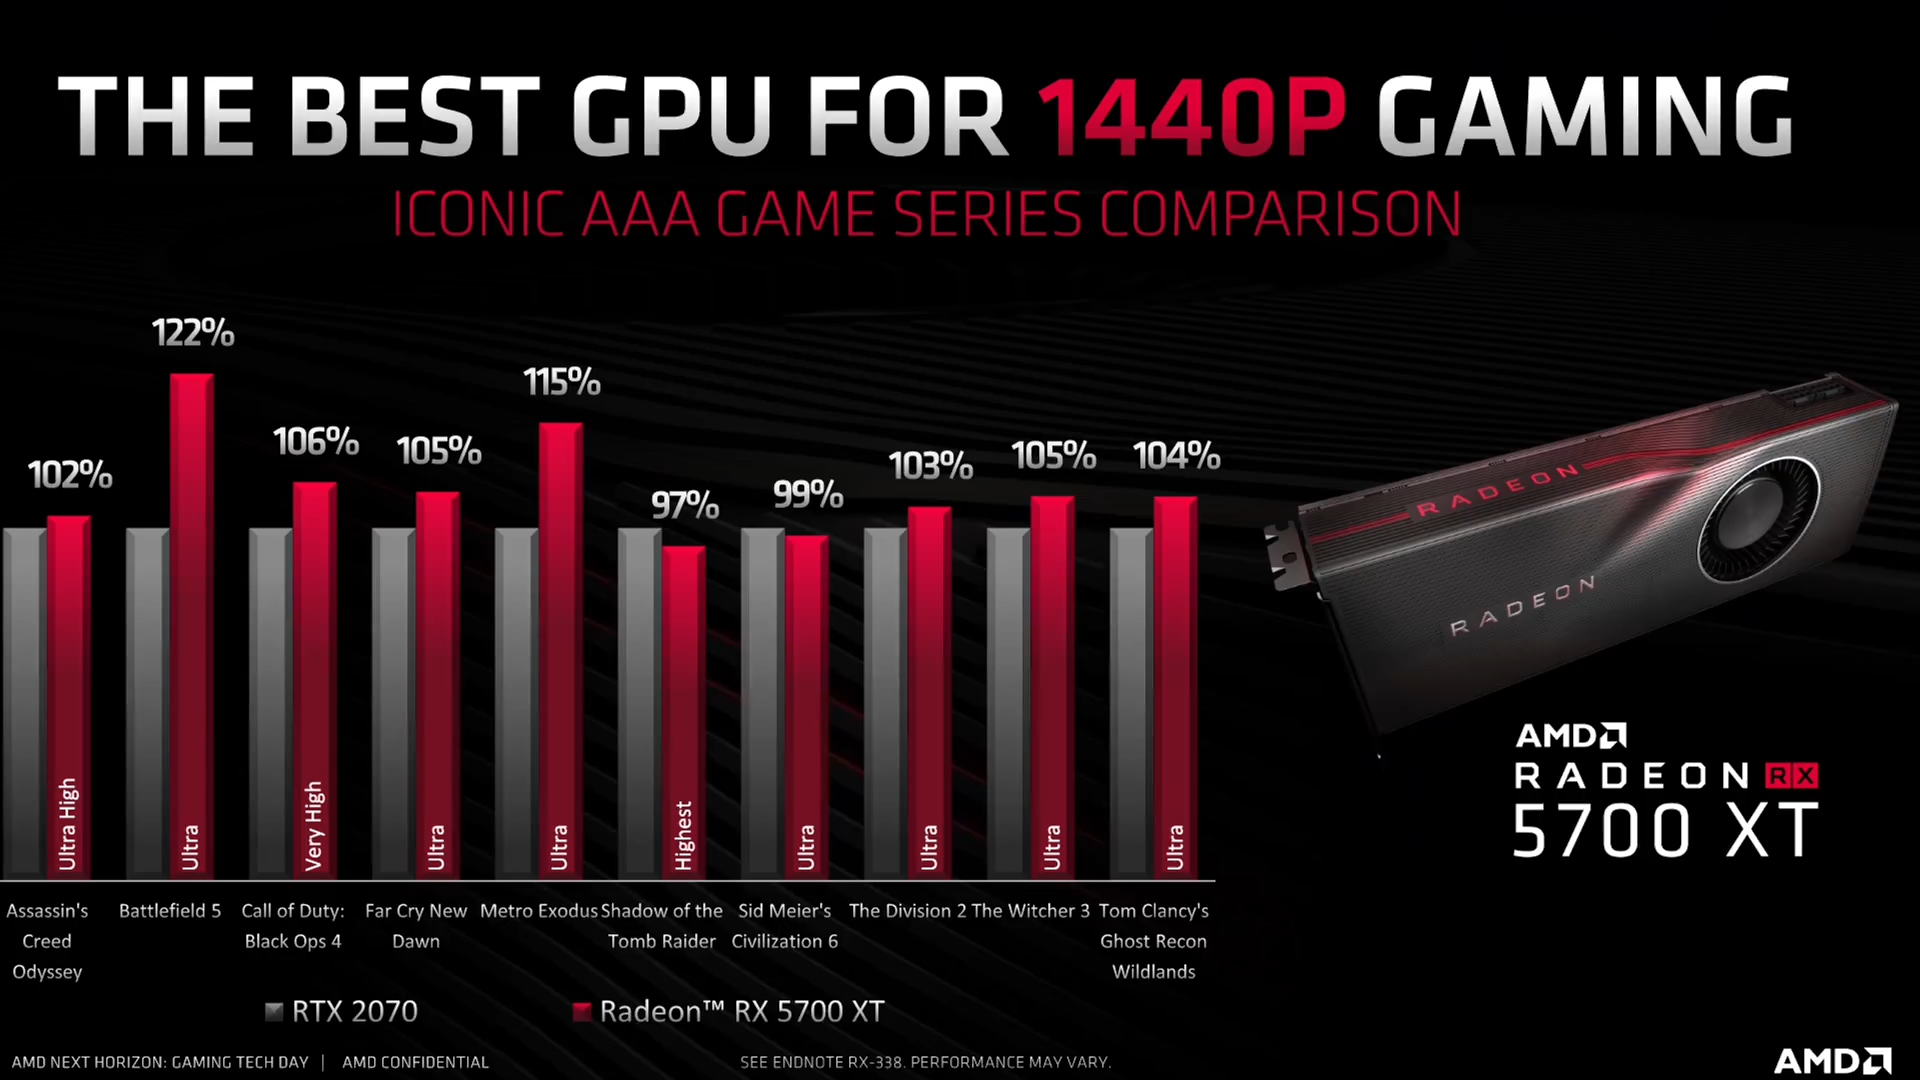 THE BEST GPU FOR 1440P GAMING
ICONIC AAA GAME SERIES COMPARISON
102%
122%
106%
105%
115%
97%
99%
103%
105%
104%
Ultra High
Ultra
Very High
Ultra
Ultra
Highest
Ultra
Ultra
Ultra
Ultra
Assassin's
Creed
Odyssey
Battlefield 5
Call of Duty:
Black Ops 4
Far Cry New
Dawn
Metro Exodus
Shadow of the
Tomb Raider
Sid Meier's
Civilization 6
The Division 2
The Witcher 3
Tom Clancy's
Ghost Recon
Wildlands
RTX 2070
Radeon™ RX 5700 XT
RADEON
RADEON
AMD
RADEON RX
5700 XT
AMD NEXT HORIZON: GAMING TECH DAY | AMD CONFIDENTIAL
SEE ENDNOTE RX-338. PERFORMANCE MAY VARY.
AMD